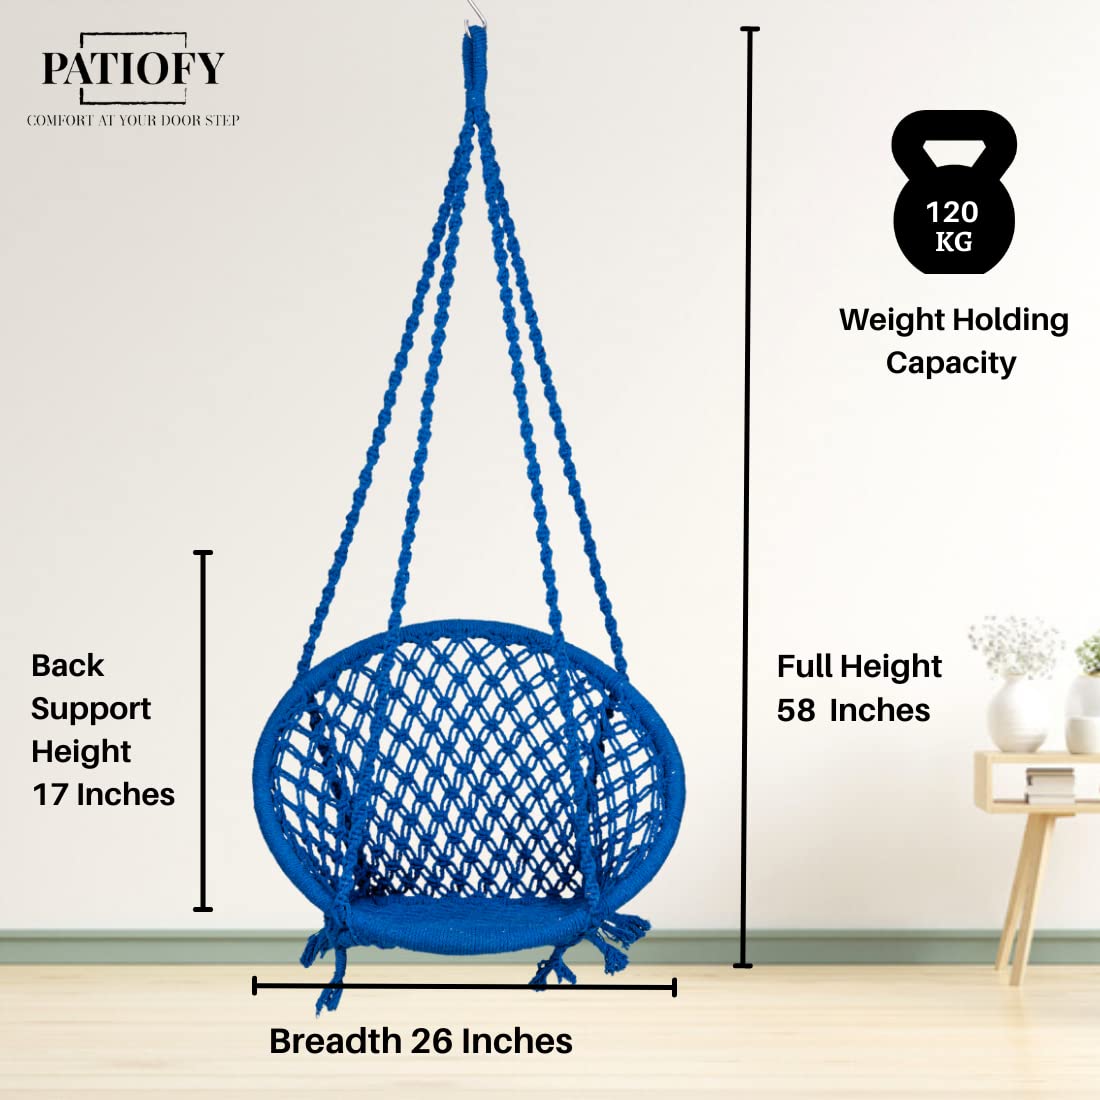 PATIOFY
COMFORT AT YOUR DOOR STEP
120
KG
Weight Holding
Capacity
Back
Support
Height
17 Inches
Full Height
58 Inches
Breadth 26 Inches